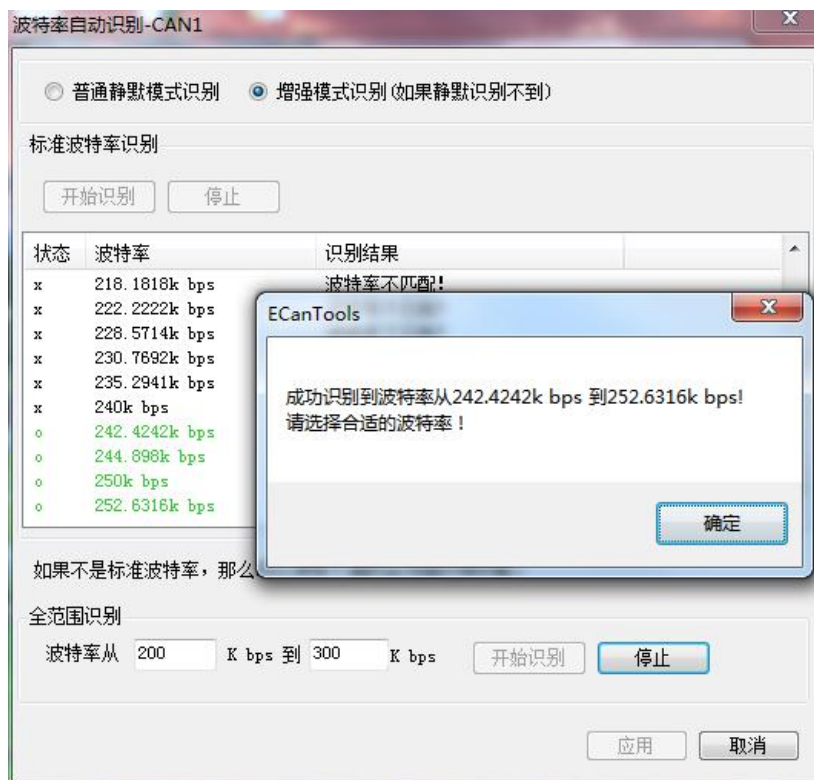 波特率自动识别-CAN1
普通静默模式识别 增强模式识别(如果静默识别不到)
标准波特率识别
开始识别 停止
状态 波特率 识别结果
x 218.1818k bps 波特率不匹配!
x 222.2222k bps
x 228.5714k bps
x 230.7692k bps
x 235.2941k bps
x 240k bps
o 242.4242k bps
o 244.898k bps
o 250k bps
o 252.6316k bps
ECanTools
成功识别到波特率从242.4242k bps 到252.6316k bps!
请选择合适的波特率！
确定
如果不是标准波特率，那么
全范围识别
波特率从 200 K bps 到 300 K bps 开始识别 停止
应用 取消